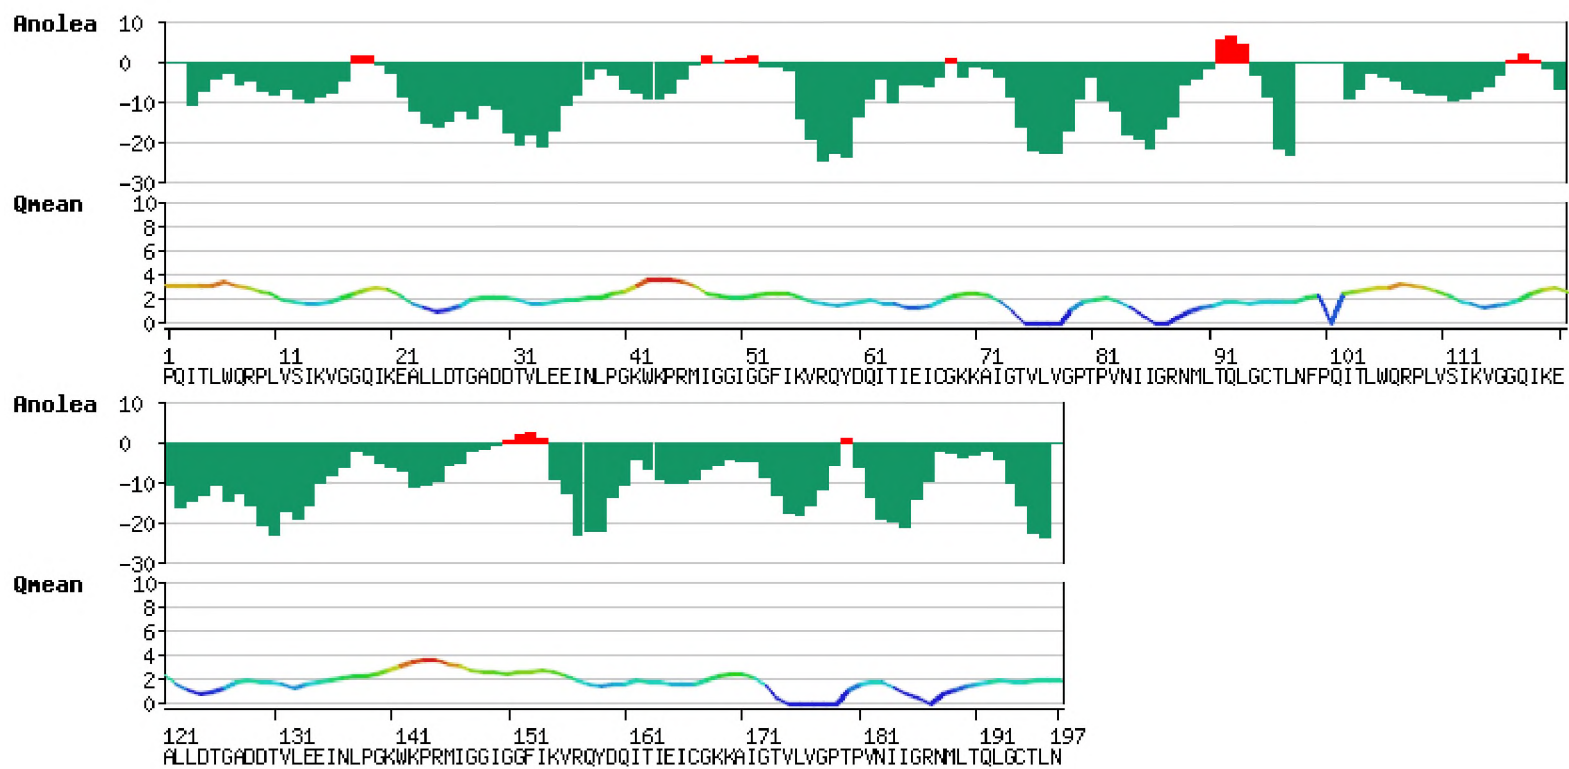 Anolea
10
0
-10
-20
-30
Qmean
10
8
6
4
2
0
1 11 21 31 41 51 61 71 81 91 101 111
PQITLWQRPLVSIKVGGQIKEALLDTGADDTVLEEINLPGKWKPRMIGGIGGFIKVRQYDQITIEICGKKAIGTVLVGPTPVNIIGRNMLTQLGCTLNFPQITLWQRPLVSIKVGGQIKE
Anolea
10
0
-10
-20
-30
Qmean
10
8
6
4
2
0
121 131 141 151 161 171 181 191 197
ALLDTGADDTVLEEINLPGKWKPRMIGGIGGFIKVRQYDQITIEICGKKAIGTVLVGPTPVNIIGRNMLTQLGCTLN